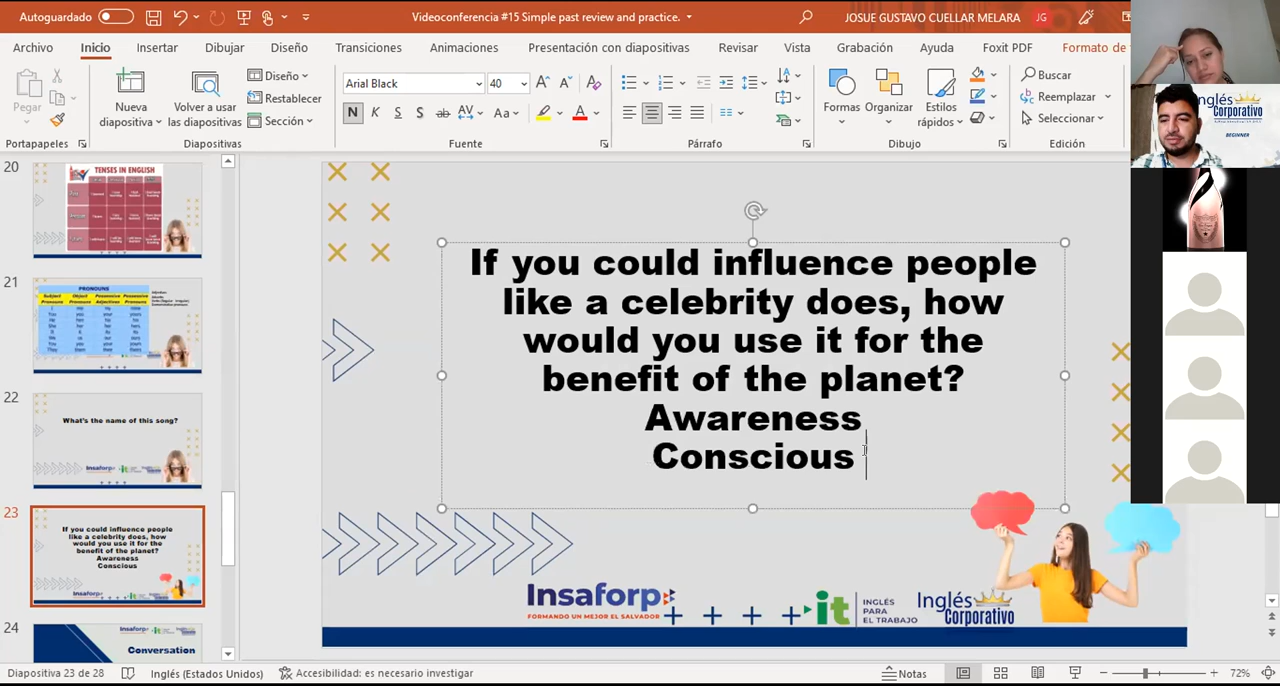 Autoguardado
Videoconferencia #15 Simple past review and practice.
JOSUE GUSTAVO CUELLAR MELARA
JG
Archivo
Inicio
Insertar
Dibujar
Diseño
Transiciones
Animaciones
Presentación con diapositivas
Revisar
Vista
Grabación
Ayuda
Foxit PDF
Formato de
Pegar
Nueva
diapositiva
Volver a usar
las diapositivas
Diseño
Restablecer
Sección
Arial Black
40
N K S S ab AV Aa A
Formas
Organizar
Estilos
rápidos
Buscar
Reemplazar
Seleccionar
Portapapeles
Diapositivas
Fuente
Párrafo
Dibujo
Edición
Inglés
Corporativo
BEGINNER
20
TENSES IN ENGLISH
21
PRONOUNS
22
What's the name of this song?
23
If you could influence people
like a celebrity does, how
would you use it for the
benefit of the planet?
Awareness
Conscious
24
Conversation
If you could influence people
like a celebrity does, how
would you use it for the
benefit of the planet?
Awareness
Conscious
Insaforp
FORMANDO UN MEJOR EL SALVADOR
it
INGLÉS
PARA
EL TRABAJO
Inglés
Corporativo
Diapositiva 23 de 28
Inglés (Estados Unidos)
Accesibilidad: es necesario investigar
Notas
72%